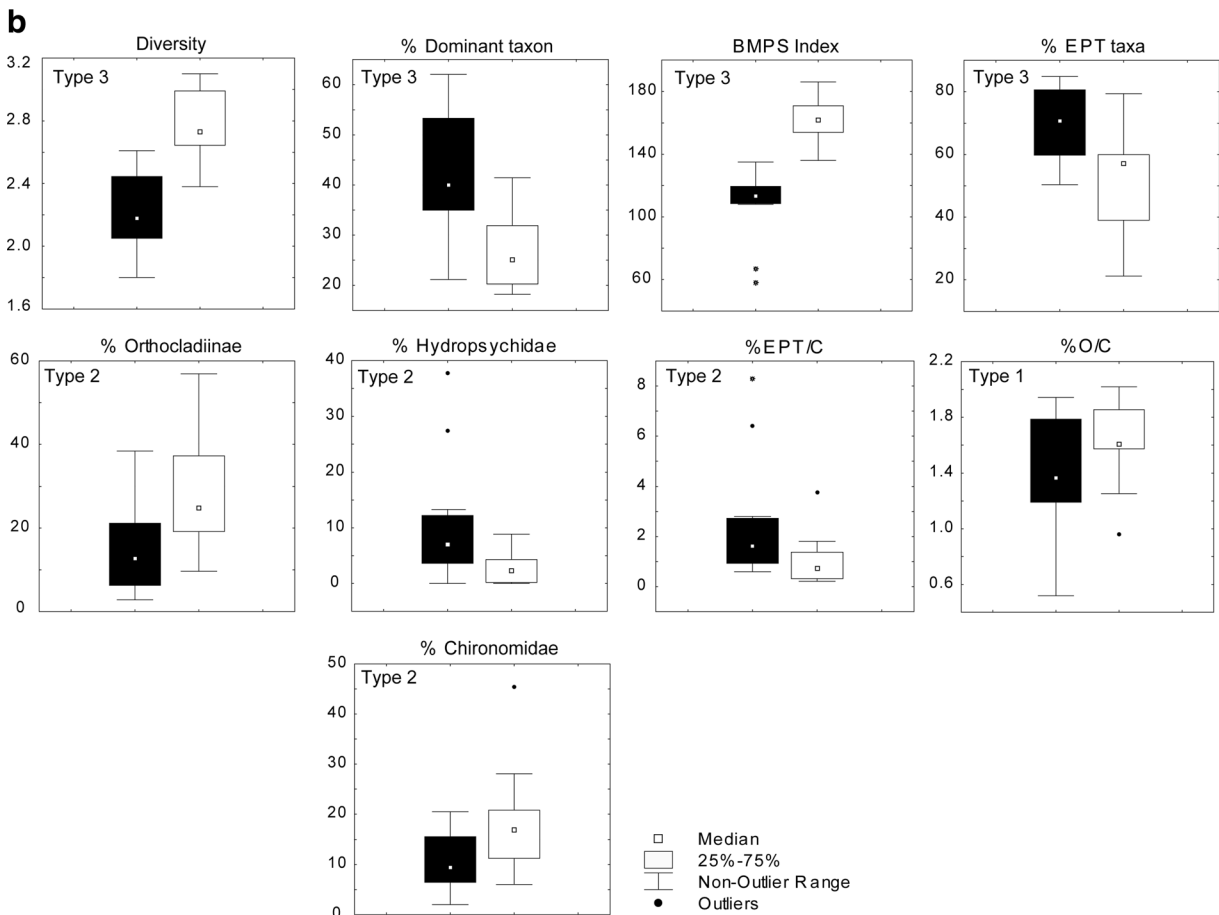 b
Diversity
Type 3
3.2
2.8
2.4
2.0
1.6
% Dominant taxon
Type 3
60
50
40
30
20
BMPS Index
Type 3
180
140
100
60
% EPT taxa
Type 3
80
60
40
20
% Orthocladiinae
Type 2
60
40
20
0
% Hydropsychidae
Type 2
40
30
20
10
0
%EPT/C
Type 2
8
6
4
2
0
%O/C
Type 1
2.2
1.8
1.4
1.0
0.6
% Chironomidae
Type 2
50
40
30
20
10
0
Median
25%-75%
Non-Outlier Range
Outliers